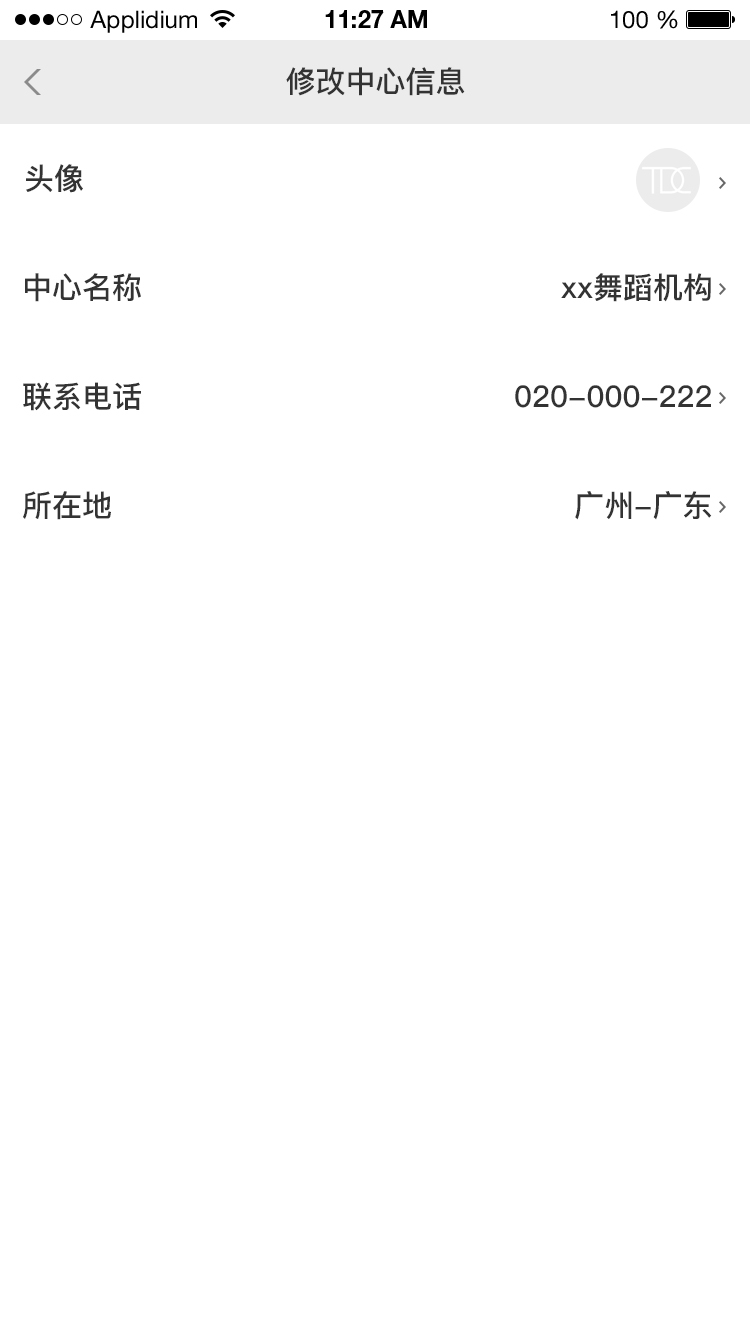 Applidium 11:27 AM 100 %
修改中心信息
头像 TDC
中心名称 xx舞蹈机构
联系电话 020-000-222
所在地 广州-广东